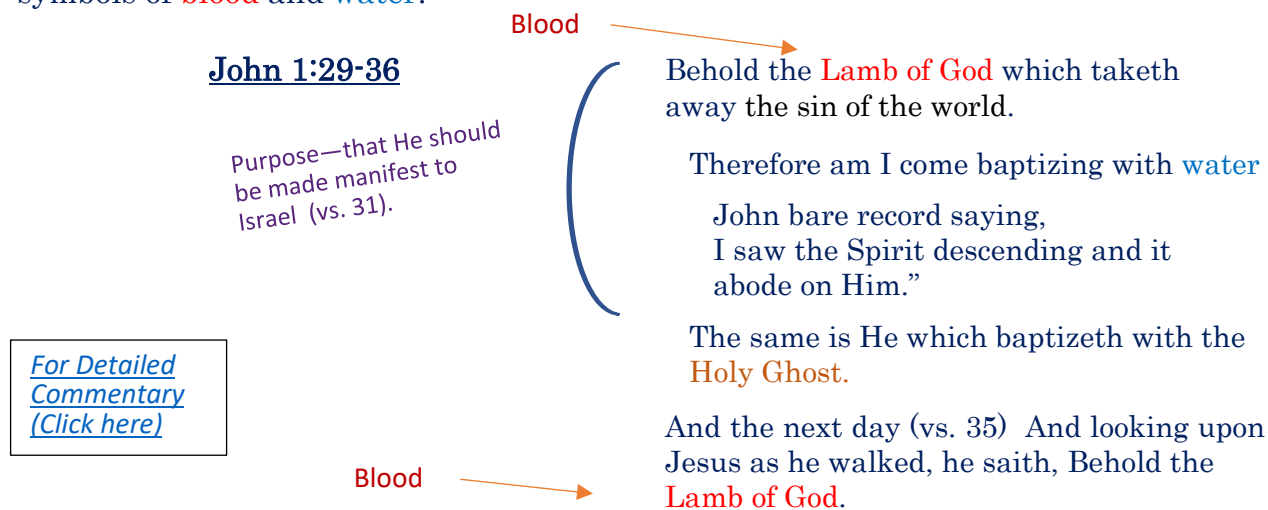 symbols of blood and water.
Blood
John 1:29-36
Behold the Lamb of God which taketh
away the sin of the world.
Purpose—that He should
be made manifest to
Israel (vs. 31).
Therefore am I come baptizing with water
John bare record saying,
I saw the Spirit descending and it
abode on Him.”
The same is He which baptizeth with the
Holy Ghost.
For Detailed
Commentary
(Click here)
And the next day (vs. 35) And looking upon
Jesus as he walked, he saith, Behold the
Lamb of God.
Blood